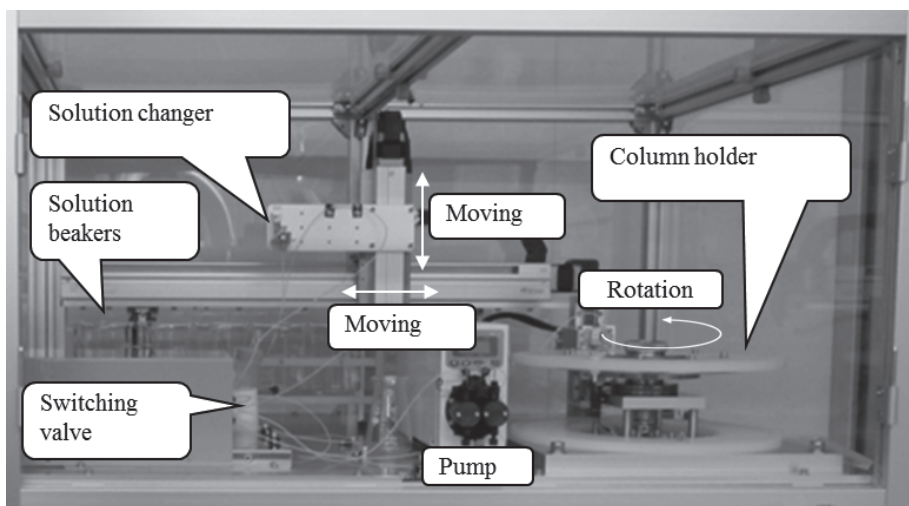 Solution changer
Column holder
Solution
beakers
Moving
Rotation
Moving
Switching
valve
Pump